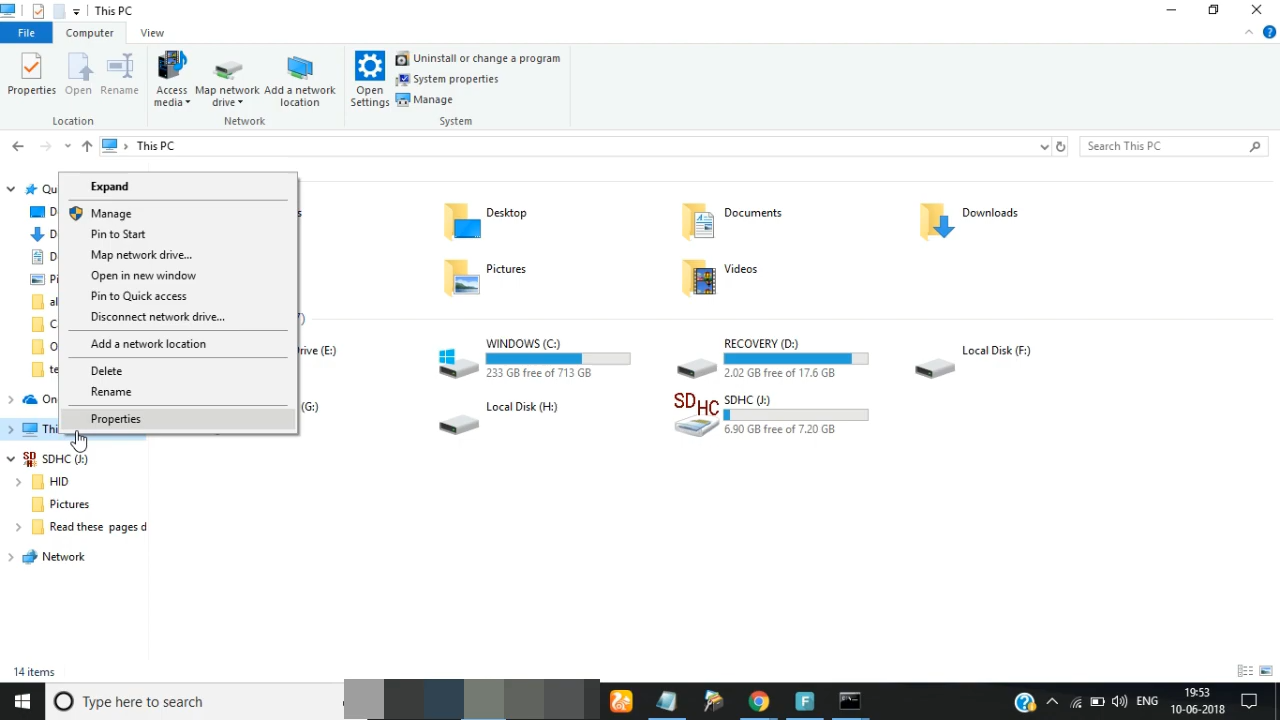 This PC
File Computer View
Properties Open Rename
Access media
Map network drive
Add a network location
Open Settings
Uninstall or change a program
System properties
Manage
Location Network System
This PC
Search This PC
Expand
Manage
Pin to Start
Map network drive...
Open in new window
Pin to Quick access
Disconnect network drive...
Add a network location
Delete
Rename
Properties
Desktop
Documents
Downloads
Pictures
Videos
WINDOWS (C:)
233 GB free of 713 GB
RECOVERY (D:)
2.02 GB free of 17.6 GB
Local Disk (F:)
(E:)
(G:)
Local Disk (H:)
SDHC (J:)
6.90 GB free of 7.20 GB
SDHC
SDHC (J:)
HID
Pictures
Read these pages d
Network
14 items
Type here to search
F
ENG
19:53
10-06-2018